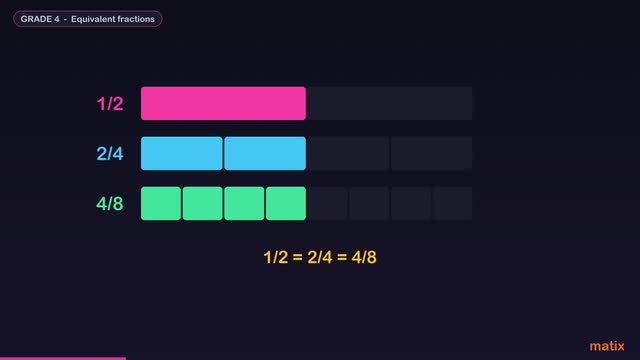 GRADE 4 - Equivalent fractions
1/2
2/4
4/8
1/2 = 2/4 = 4/8
matix